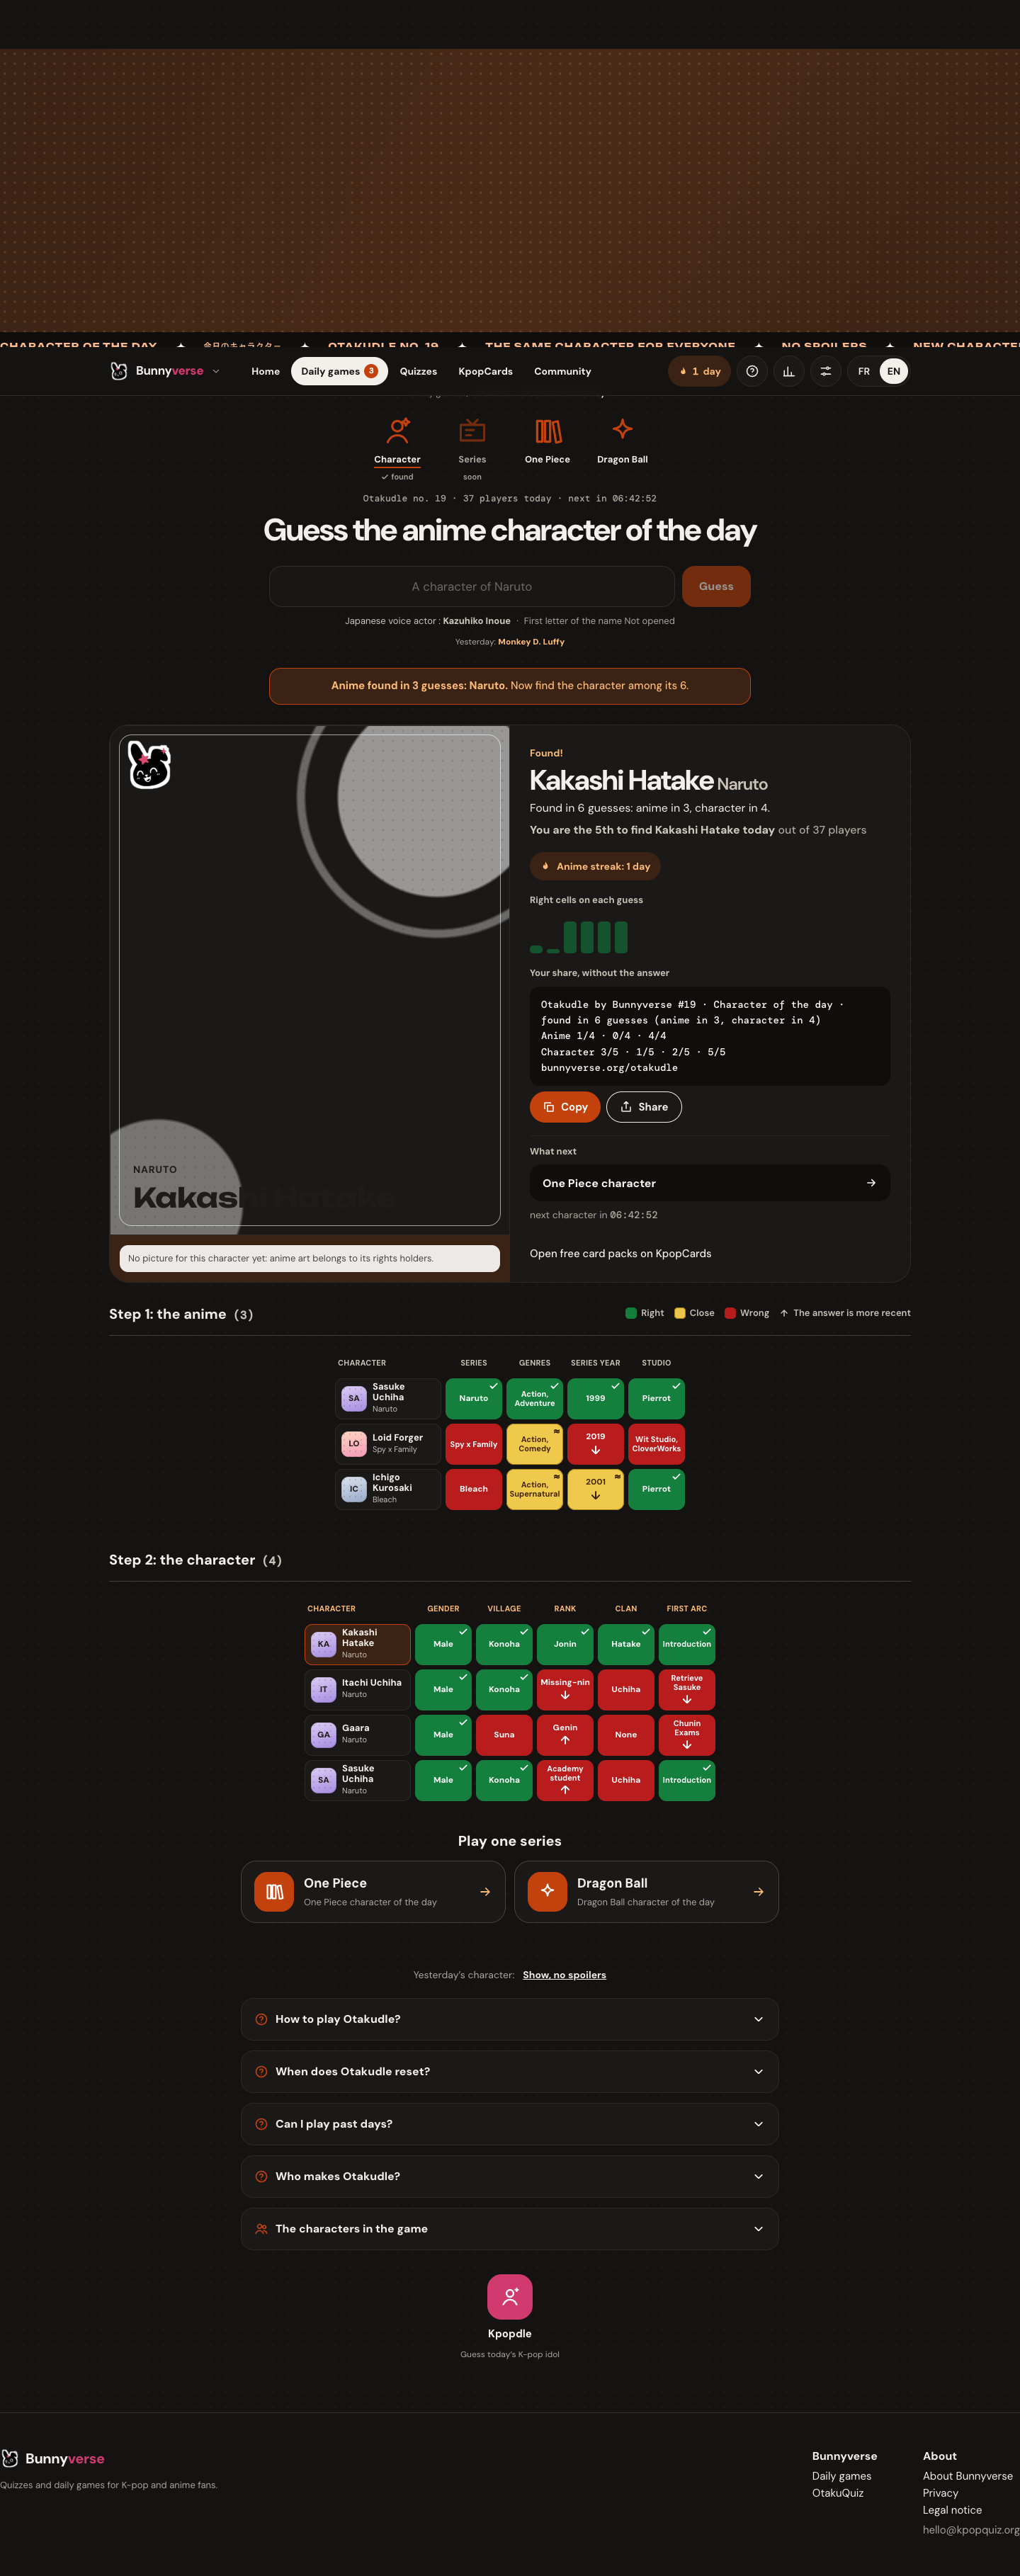 CHARACTER OF THE DAY ✦ 今日のキャラクター ✦ OTAKUDLE NO. 19 ✦ THE SAME CHARACTER FOR EVERYONE ✦ NO SPOILERS ✦ NEW CHARACTE
Bunnyverse
Home
Daily games 3
Quizzes
KpopCards
Community
1 day
FR
EN
Character
✓ found
Series
soon
One Piece
Dragon Ball
Otakudle no. 19 · 37 players today · next in 06:42:52
Guess the anime character of the day
A character of Naruto
Guess
Japanese voice actor : Kazuhiko Inoue · First letter of the name Not opened
Yesterday: Monkey D. Luffy
Anime found in 3 guesses: Naruto. Now find the character among its 6.
NARUTO
Kakashi Hatake
No picture for this character yet: anime art belongs to its rights holders.
Found!
Kakashi Hatake Naruto
Found in 6 guesses: anime in 3, character in 4.
You are the 5th to find Kakashi Hatake today out of 37 players
Anime streak: 1 day
Right cells on each guess
Your share, without the answer
Otakudle by Bunnyverse #19 · Character of the day ·
found in 6 guesses (anime in 3, character in 4)
Anime 1/4 · 0/4 · 4/4
Character 3/5 · 1/5 · 2/5 · 5/5
bunnyverse.org/otakudle
Copy
Share
What next
One Piece character →
next character in 06:42:52
Open free card packs on KpopCards
Step 1: the anime (3)
Right
Close
Wrong
↑ The answer is more recent
CHARACTER SERIES GENRES SERIES YEAR STUDIO
SA
Sasuke
Uchiha
Naruto
Naruto
Action,
Adventure
1999
Pierrot
LO
Loid Forger
Spy x Family
Spy x Family
Action,
Comedy
2019
↓
Wit Studio,
CloverWorks
IC
Ichigo
Kurosaki
Bleach
Bleach
Action,
Supernatural
2001
↓
Pierrot
Step 2: the character (4)
CHARACTER GENDER VILLAGE RANK CLAN FIRST ARC
KA
Kakashi
Hatake
Naruto
Male
Konoha
Jonin
Hatake
Introduction
IT
Itachi Uchiha
Naruto
Male
Konoha
Missing-nin
↓
Uchiha
Retrieve
Sasuke
↓
GA
Gaara
Naruto
Male
Suna
Genin
↑
None
Chunin
Exams
↓
SA
Sasuke
Uchiha
Naruto
Male
Konoha
Academy
student
↑
Uchiha
Introduction
Play one series
One Piece
One Piece character of the day
→
Dragon Ball
Dragon Ball character of the day
→
Yesterday's character: Show, no spoilers
How to play Otakudle?
When does Otakudle reset?
Can I play past days?
Who makes Otakudle?
The characters in the game
Kpopdle
Guess today's K-pop idol
Bunnyverse
Quizzes and daily games for K-pop and anime fans.
Bunnyverse
Daily games
OtakuQuiz
About
About Bunnyverse
Privacy
Legal notice
hello@kpopquiz.org